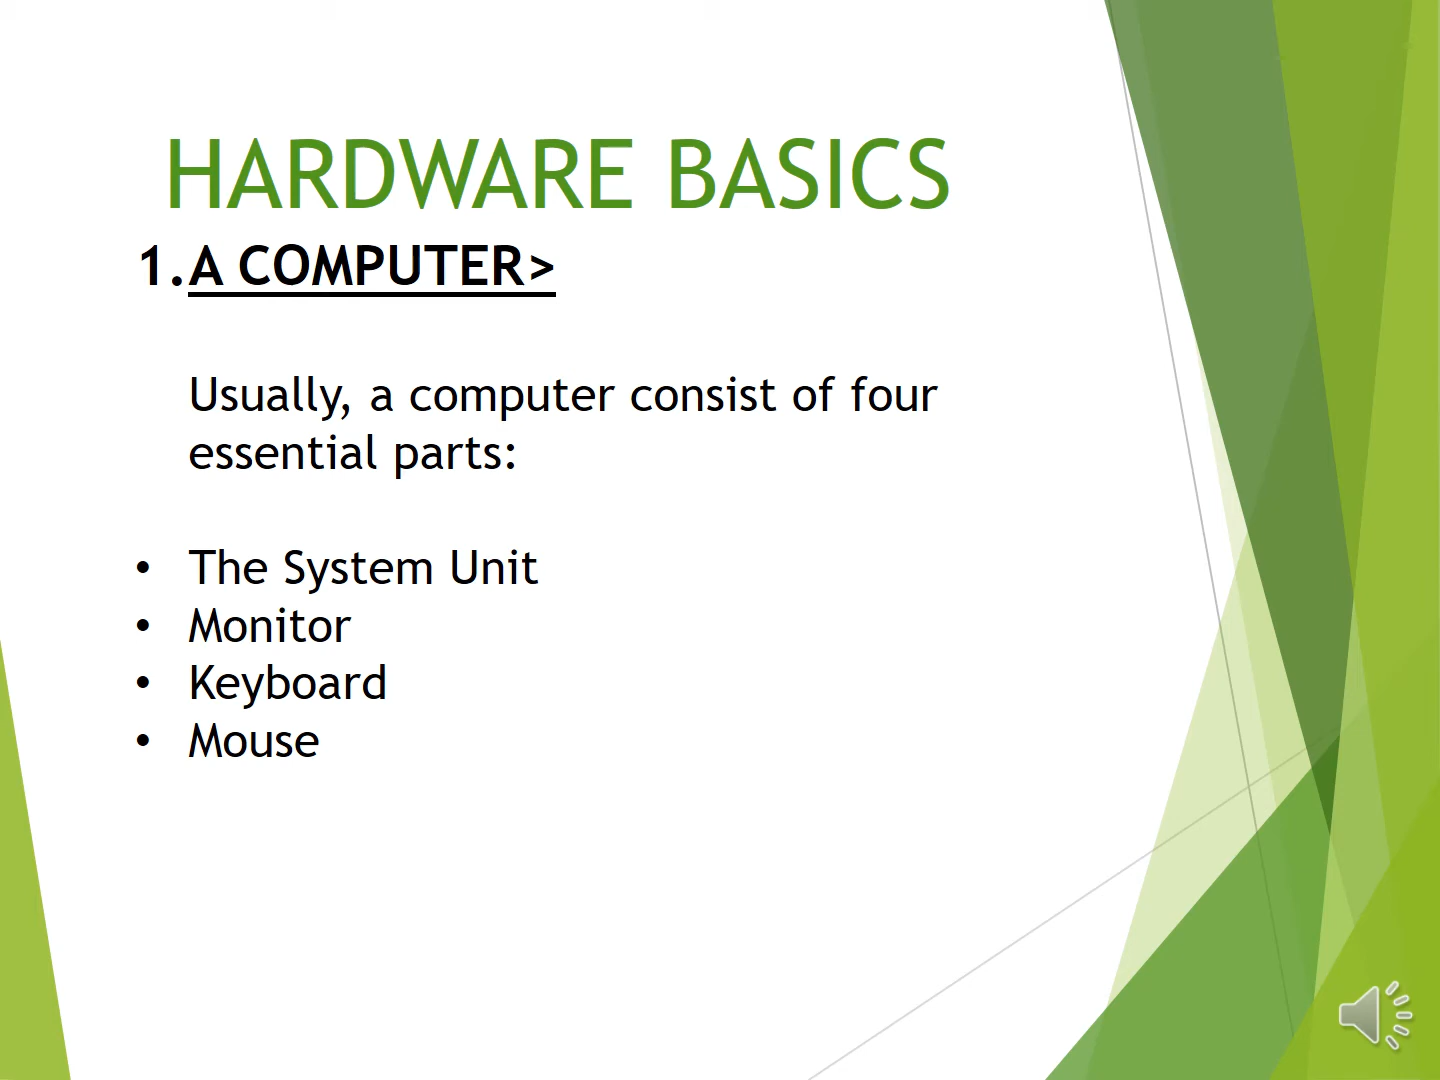 HARDWARE BASICS
1. A COMPUTER>
Usually, a computer consist of four
essential parts:
• The System Unit
• Monitor
• Keyboard
• Mouse